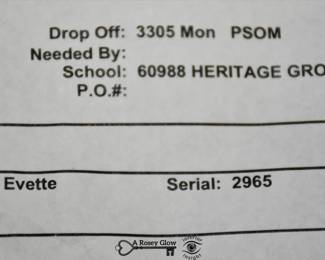 Drop Off: 3305 Mon PSOM
Needed By:
School: 60988 HERITAGE GRO
P.O.#:
Evette Serial: 2965
A Rosey Glow